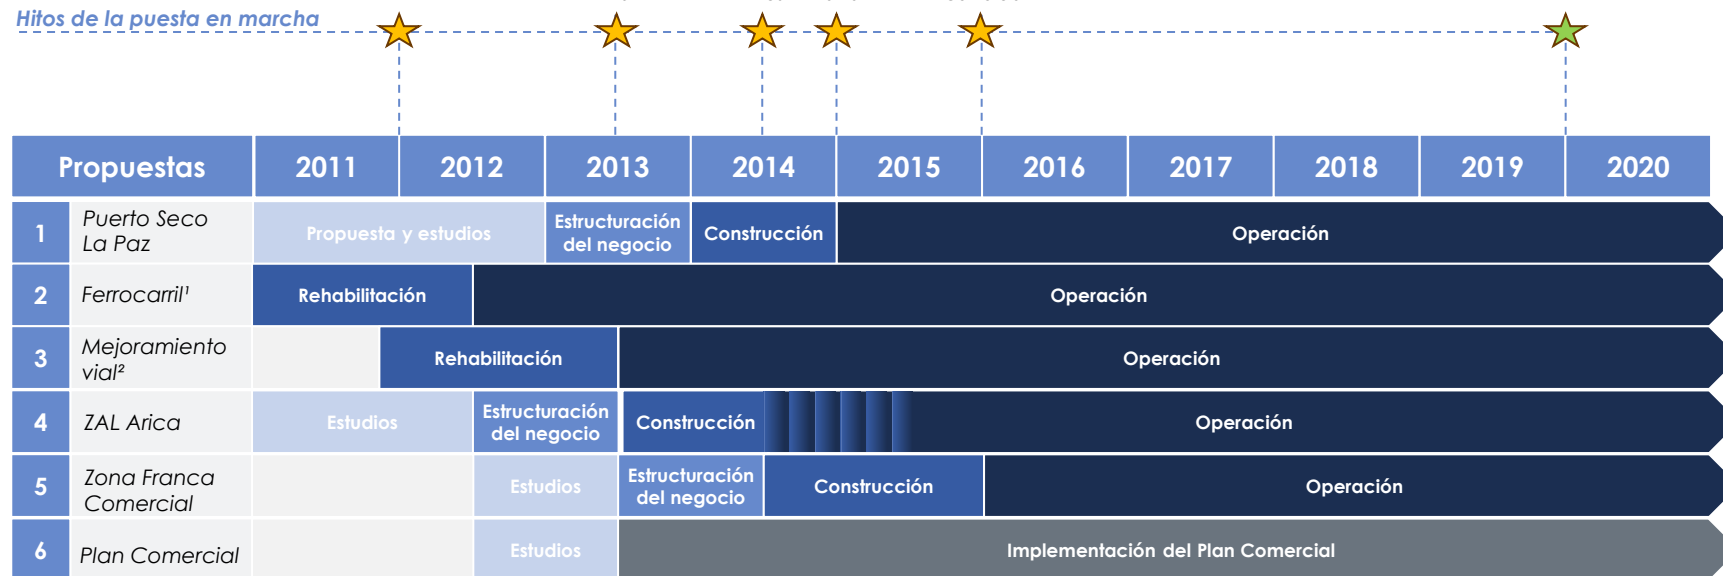 Hitos de la puesta en marcha
Propuestas 2011 2012 2013 2014 2015 2016 2017 2018 2019 2020
1
Puerto Seco
La Paz
Propuesta y estudios
Estructuración
del negocio
Construcción
Operación
2
Ferrocarril¹
Rehabilitación
Operación
3
Mejoramiento
vial²
Rehabilitación
Operación
4
ZAL Arica
Estudios
Estructuración
del negocio
Construcción
Operación
5
Zona Franca
Comercial
Estudios
Estructuración
del negocio
Construcción
Operación
6
Plan Comercial
Estudios
Implementación del Plan Comercial